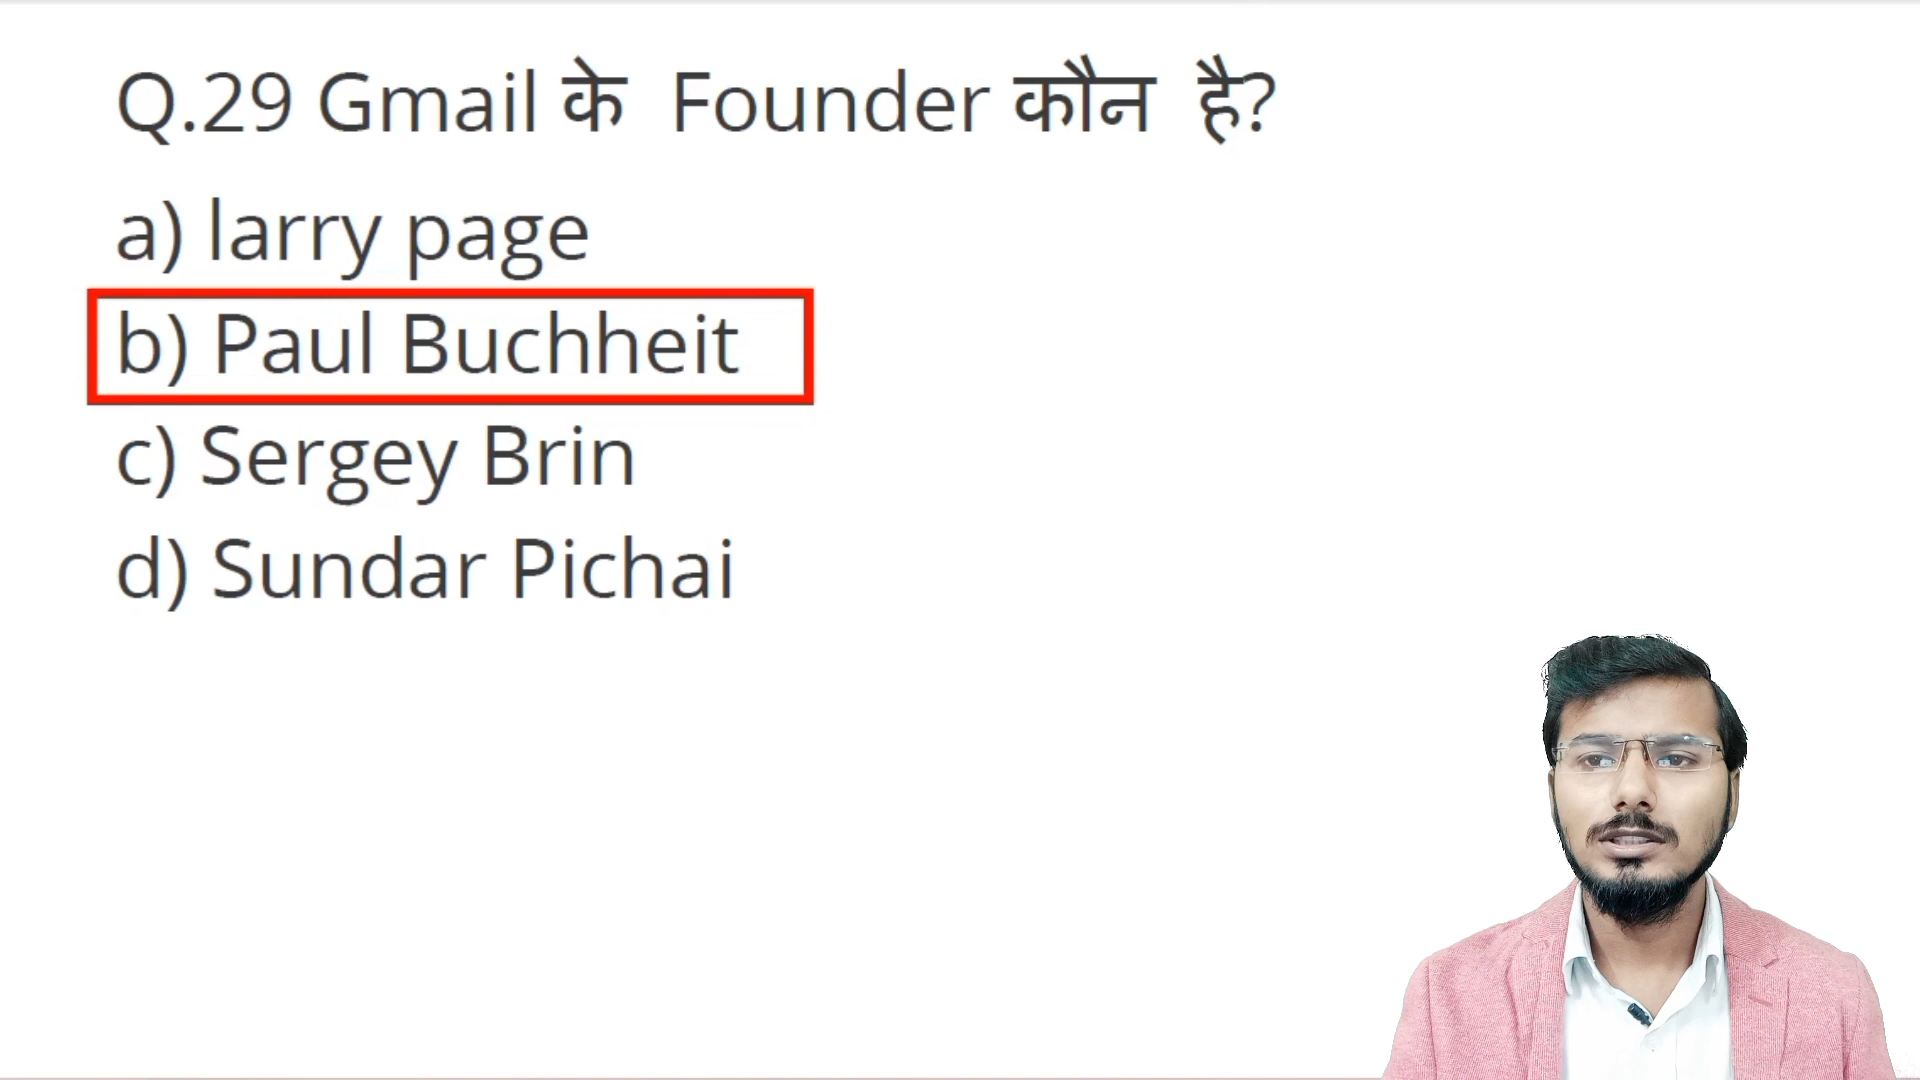 Q.29 Gmail के Founder कौन है?
a) larry page
b) Paul Buchheit
c) Sergey Brin
d) Sundar Pichai